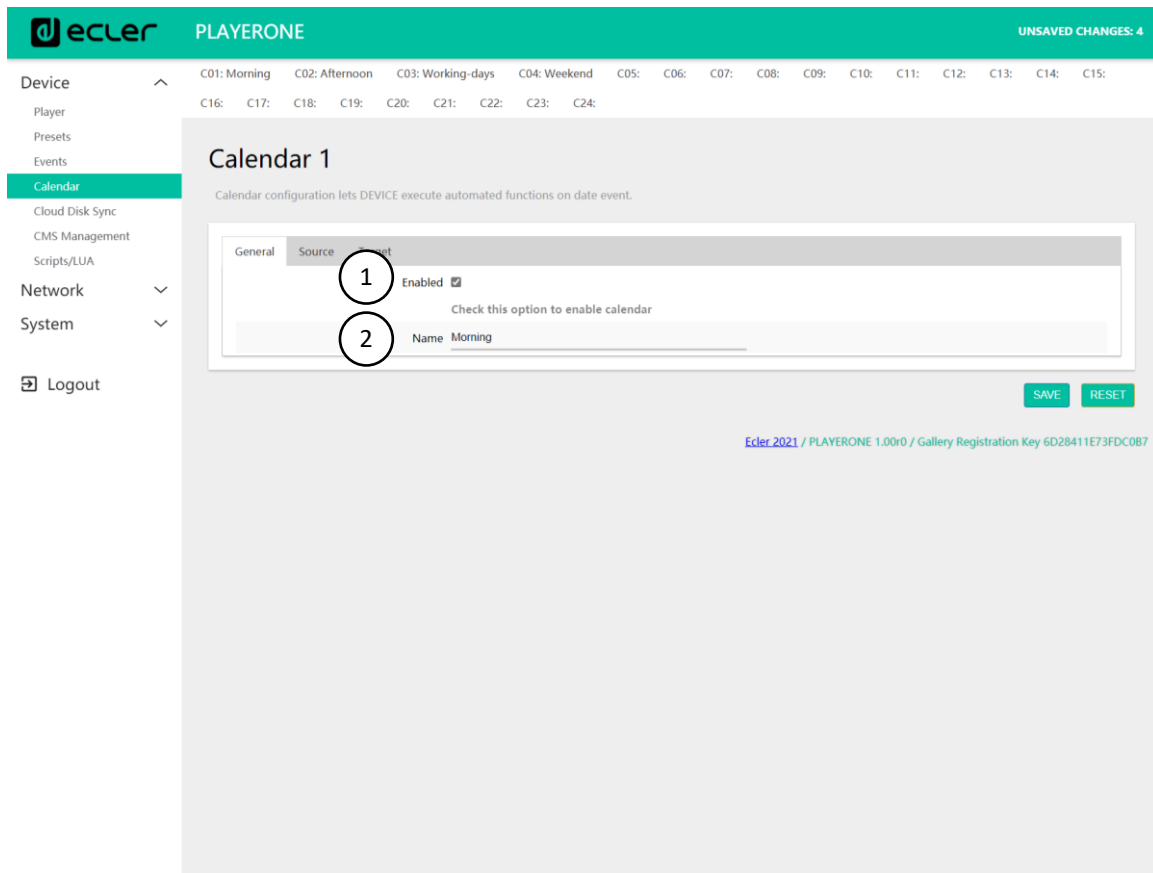 ecler
PLAYERONE
UNSAVED CHANGES: 4
Device
Player
Presets
Events
Calendar
Cloud Disk Sync
CMS Management
Scripts/LUA
Network
System
Logout
C01: Morning C02: Afternoon C03: Working-days C04: Weekend C05: C06: C07: C08: C09: C10: C11: C12: C13: C14: C15:
C16: C17: C18: C19: C20: C21: C22: C23: C24:
Calendar 1
Calendar configuration lets DEVICE execute automated functions on date event.
General Source Target
1 Enabled
Check this option to enable calendar
2 Name Morning
SAVE RESET
Ecler 2021 / PLAYERONE 1.00r0 / Gallery Registration Key 6D28411E73FDC0B7